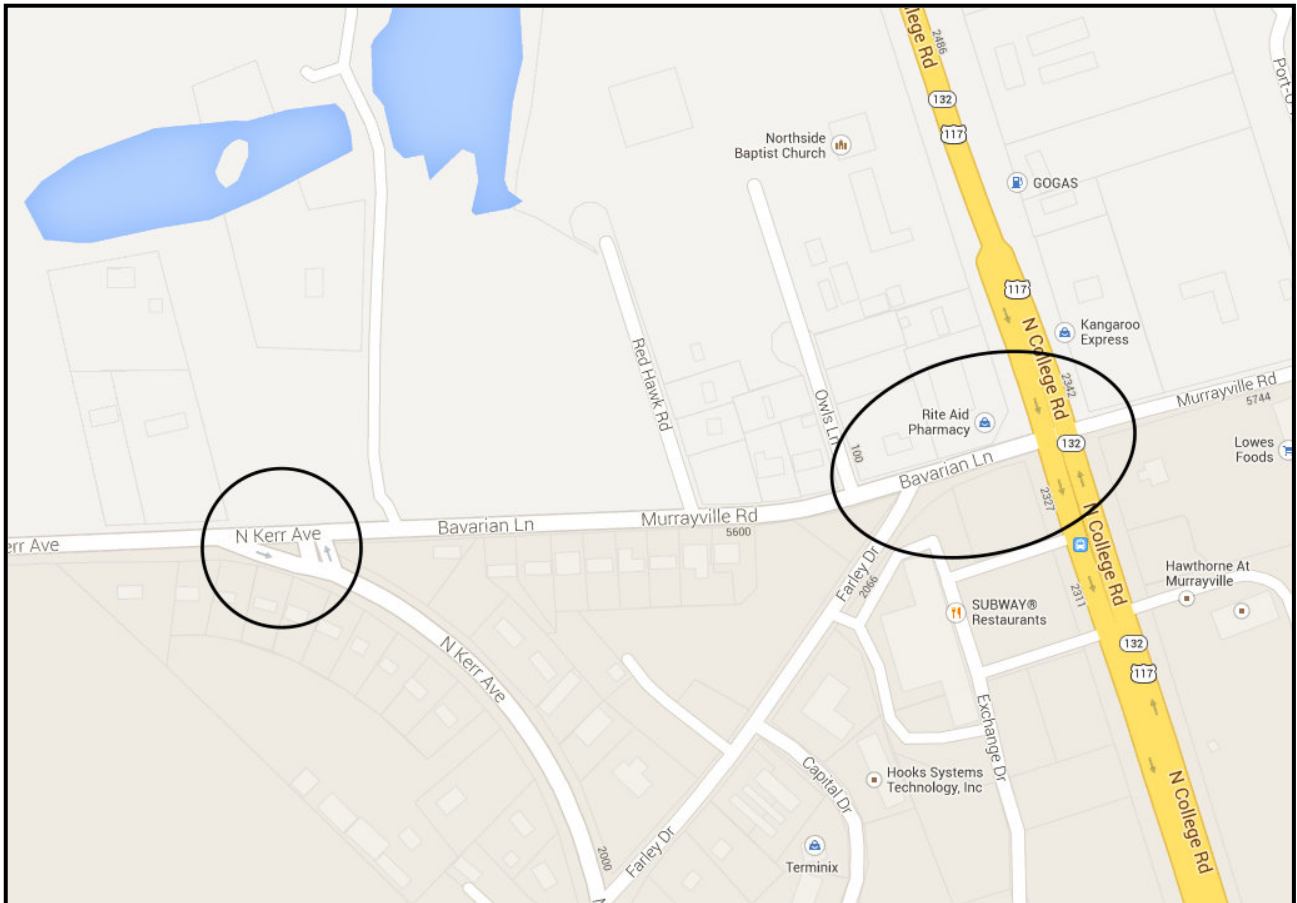 llege Rd
2486
132
117
Port-C
Northside
Baptist Church
GOGAS
117
N College Rd
Kangaroo
Express
2342
Red Hawk Rd
Owls Ln
100
Rite Aid
Pharmacy
Murrayville Rd
5744
132
Lowes
Foods
Bavarian Ln
2327
N Kerr Ave
err Ave
Bavarian Ln
Murrayville Rd
5600
N College Rd
Farley Dr
2066
2311
Hawthorne At
Murrayville
SUBWAY®
Restaurants
132
117
N Kerr Ave
Exchange Dr
Capital Dr
Hooks Systems
Technology, Inc
N College Rd
Farley Dr
2000
Terminix
N